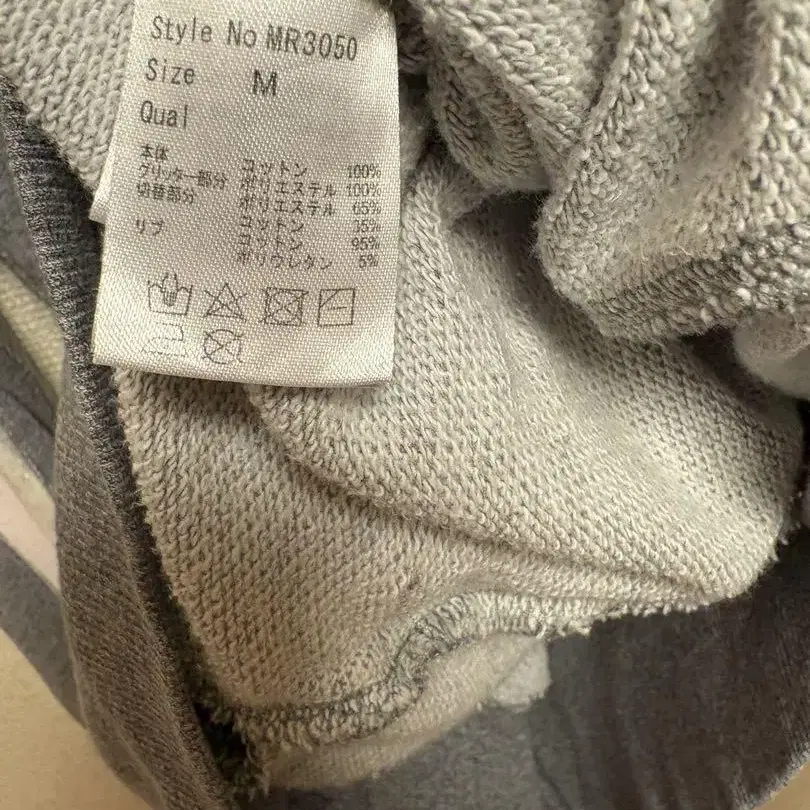 Style No MR3050
Size M
Qual
本体 コットン 100%
グリッター部分 ポリエステル 100%
切替部分 ポリエステル 65%
コットン 35%
リブ コットン 95%
ポリウレタン 5%